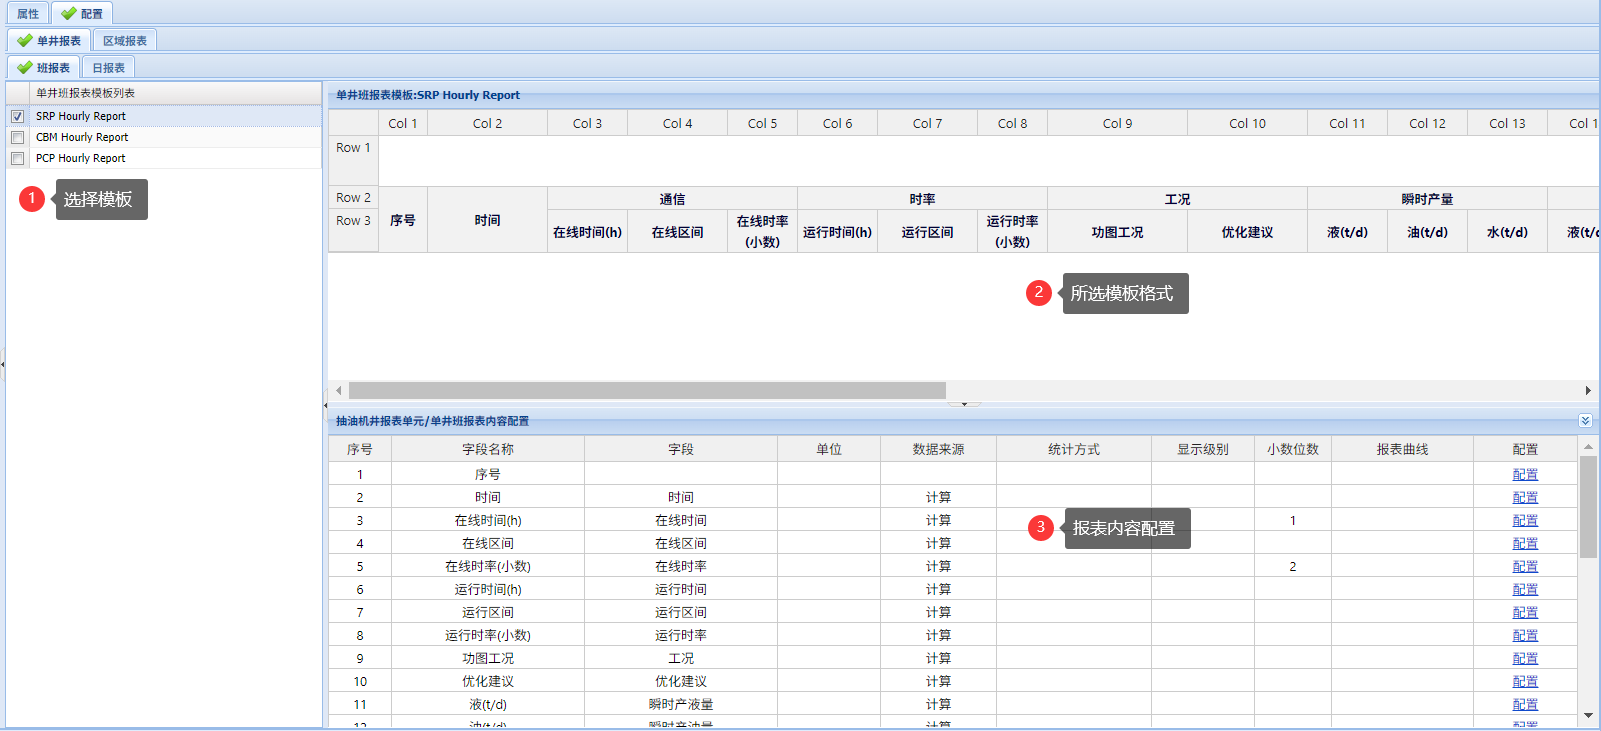 属性 配置
单井报表 区域报表
班报表 日报表
单井班报表模板列表
SRP Hourly Report
CBM Hourly Report
PCP Hourly Report
1 选择模板
单井班报表模板:SRP Hourly Report
Col 1 Col 2 Col 3 Col 4 Col 5 Col 6 Col 7 Col 8 Col 9 Col 10 Col 11 Col 12 Col 13 Col 1
Row 1
Row 2 通信 时率 工况 瞬时产量
Row 3 序号 时间 在线时间(h) 在线区间 在线时率(小数) 运行时间(h) 运行区间 运行时率(小数) 功图工况 优化建议 液(t/d) 油(t/d) 水(t/d) 液(t/
2 所选模板格式
抽油机井报表单元/单井班报表内容配置
序号 字段名称 字段 单位 数据来源 统计方式 显示级别 小数位数 报表曲线 配置
1 序号 配置
2 时间 时间 计算 配置
3 在线时间(h) 在线时间 计算 1 配置
4 在线区间 在线区间 计算 配置
5 在线时率(小数) 在线时率 计算 2 配置
6 运行时间(h) 运行时间 计算 配置
7 运行区间 运行区间 计算 配置
8 运行时率(小数) 运行时率 计算 配置
9 功图工况 工况 计算 配置
10 优化建议 优化建议 计算 配置
11 液(t/d) 瞬时产液量 计算 配置
12 油(t/d) 瞬时产油量 计算 配置
3 报表内容配置